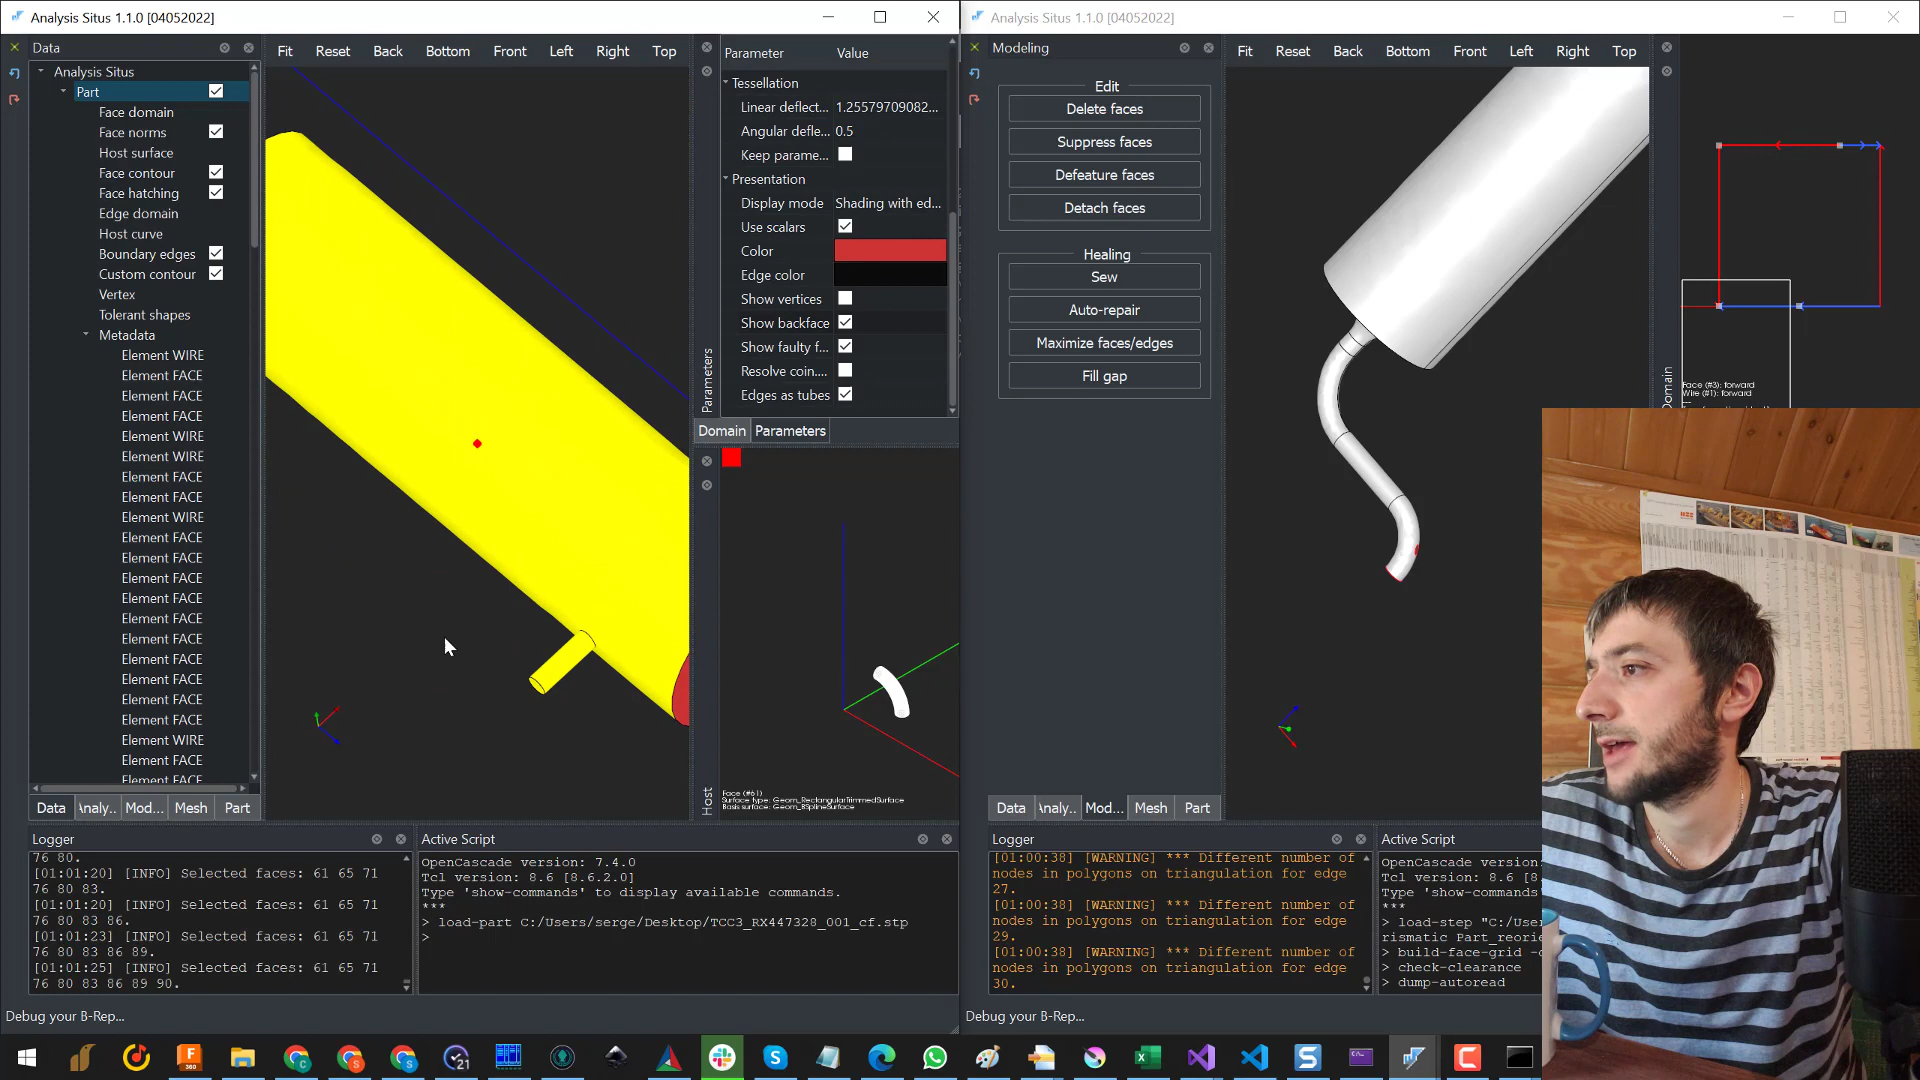 Analysis Situs 1.1.0 [04052022]
Data
Analysis Situs
Part
Face domain
Face norms
Host surface
Face contour
Face hatching
Edge domain
Host curve
Boundary edges
Custom contour
Vertex
Tolerant shapes
Metadata
Element WIRE
Element FACE
Element FACE
Element FACE
Element WIRE
Element WIRE
Element FACE
Element FACE
Element WIRE
Element FACE
Element FACE
Element FACE
Element FACE
Element FACE
Element FACE
Element FACE
Element FACE
Element FACE
Element FACE
Element WIRE
Element FACE
Element FACE
Data Analy.. Mod... Mesh Part
Fit Reset Back Bottom Front Left Right Top
Parameters
Parameter Value
Tessellation
Linear deflect... 1.25579709082...
Angular defle... 0.5
Keep parame...
Presentation
Display mode Shading with ed...
Use scalars
Color
Edge color
Show vertices
Show backface
Show faulty f...
Resolve coin....
Edges as tubes
Domain Parameters
Host
Face (#61)
Surface type: Geom_RectangularTrimmedSurface
Basis surface: Geom_BSplineSurface
Logger
76 80.
[01:01:20] [INFO] Selected faces: 61 65 71
76 80 83.
[01:01:20] [INFO] Selected faces: 61 65 71
76 80 83 86.
[01:01:23] [INFO] Selected faces: 61 65 71
76 80 83 86 89.
[01:01:25] [INFO] Selected faces: 61 65 71
76 80 83 86 89 90.
Active Script
OpenCascade version: 7.4.0
Tcl version: 8.6 [8.6.2.0]
Type 'show-commands' to display available commands.
***
> load-part C:/Users/serge/Desktop/TCC3_RX447328_001_cf.stp
>
Debug your B-Rep...
Analysis Situs 1.1.0 [04052022]
Modeling
Edit
Delete faces
Suppress faces
Defeature faces
Detach faces
Healing
Sew
Auto-repair
Maximize faces/edges
Fill gap
Data Analy.. Mod... Mesh Part
Fit Reset Back Bottom Front Left Right Top
Domain
Face (#3): forward
Wire (#1): forward
Logger
[01:00:38] [WARNING] *** Different number of
nodes in polygons on triangulation for edge
27.
[01:00:38] [WARNING] *** Different number of
nodes in polygons on triangulation for edge
29.
[01:00:38] [WARNING] *** Different number of
nodes in polygons on triangulation for edge
30.
Active Script
OpenCascade version
Tcl version: 8.6 [8
Type 'show-commands
***
> load-step "C:/Use
rismatic Part_reorie
> build-face-grid -
> check-clearance
> dump-autoread
Debug your B-Rep...